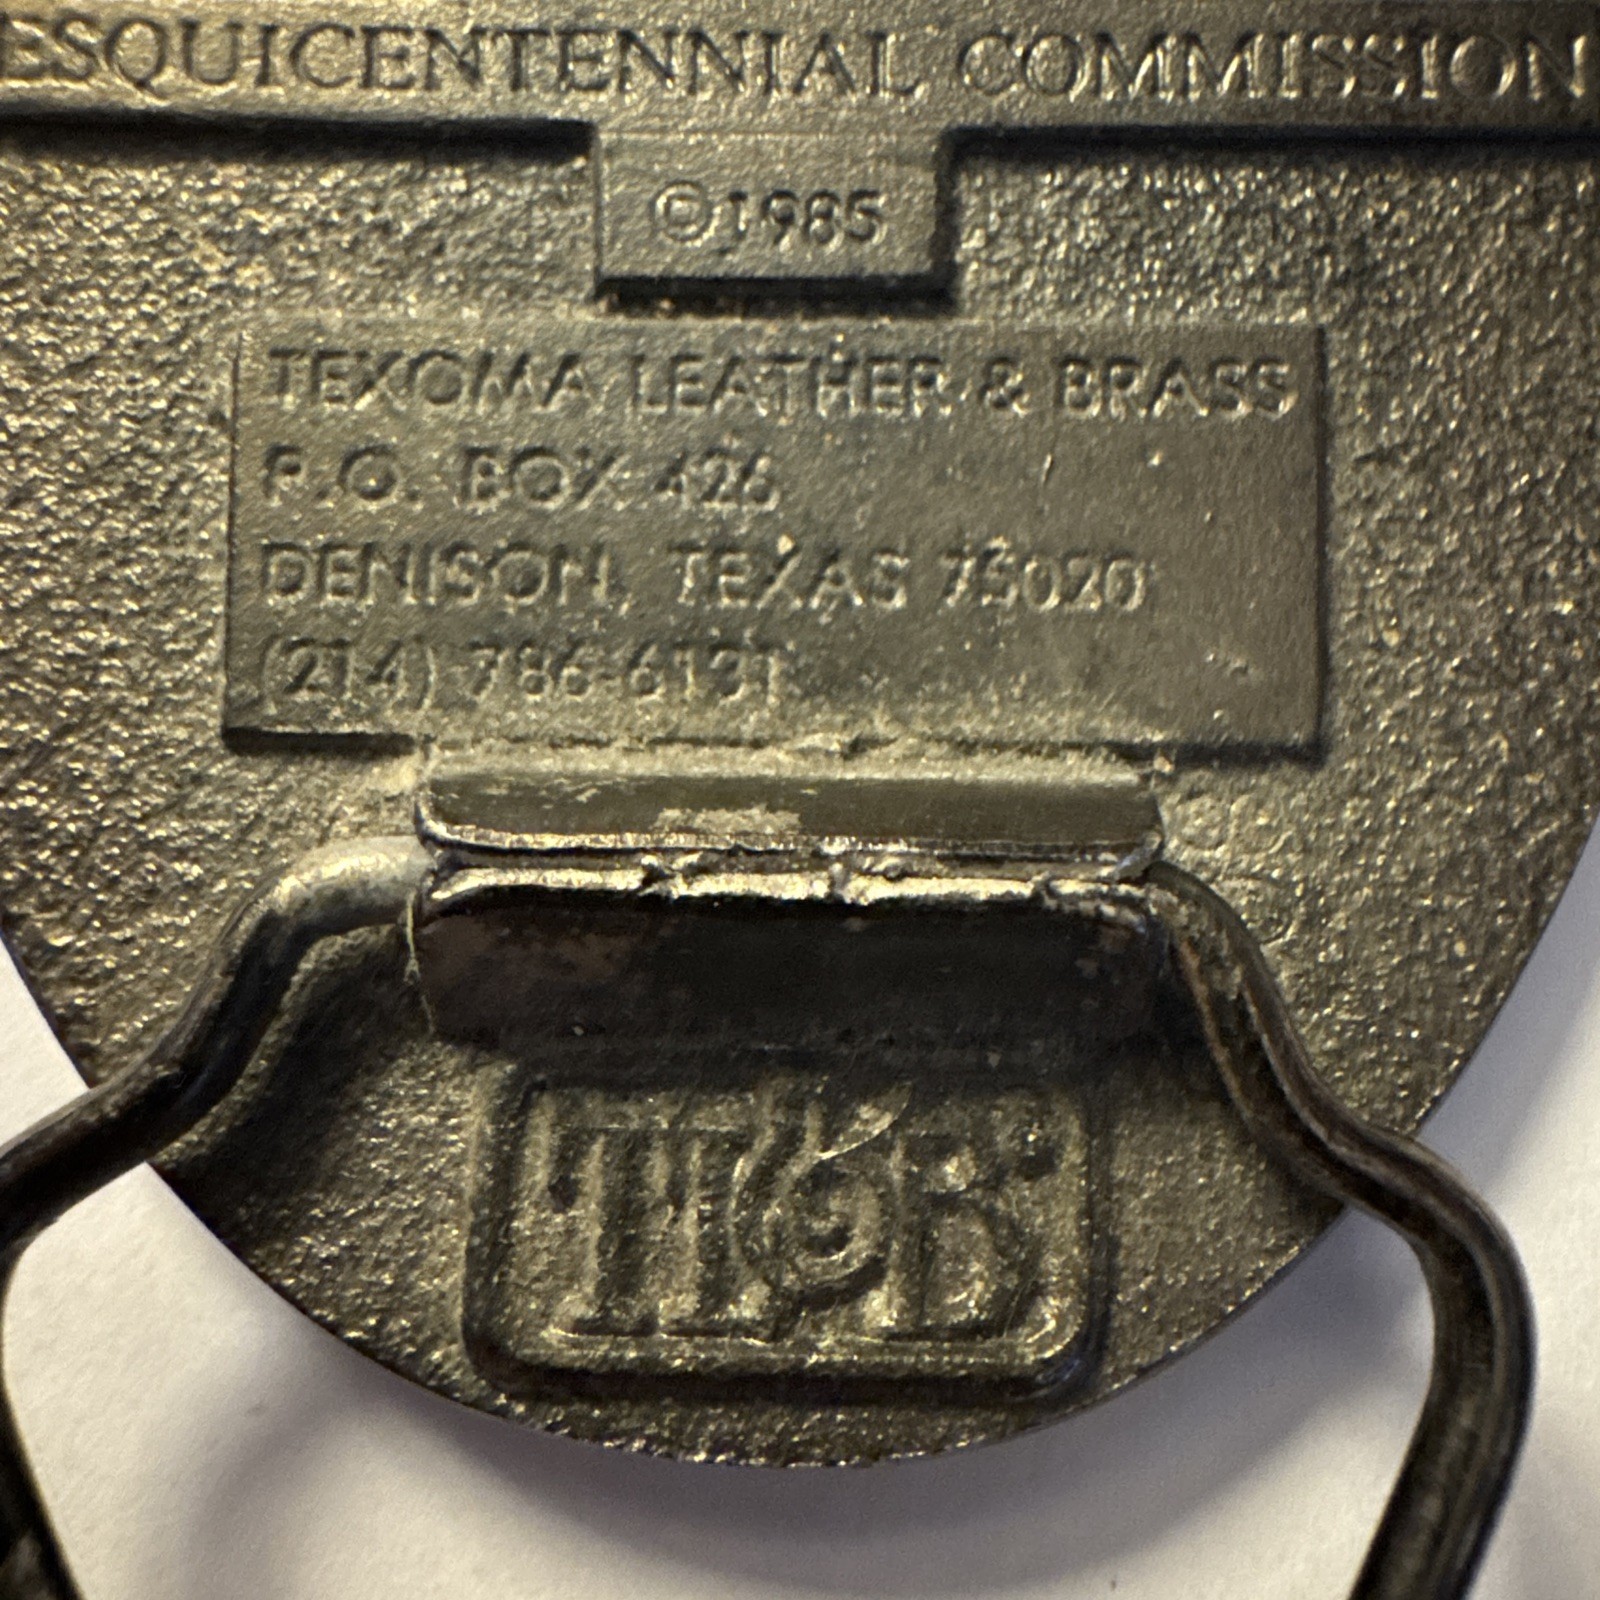 ESQUICENTENNIAL COMMISSION
©1985
TEXOMA LEATHER & BRASS
P.O. BOX 426
DENISON, TEXAS 75020
(214) 786-6131
TL&B